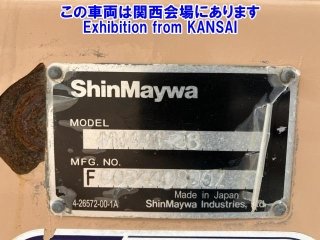 この車両は関西会場にあります
Exhibition from KANSAI
ShinMaywa
MODEL
MFG. NO.
F
Made in Japan
4-26572-00-1A
ShinMaywa Industries, Ltd.